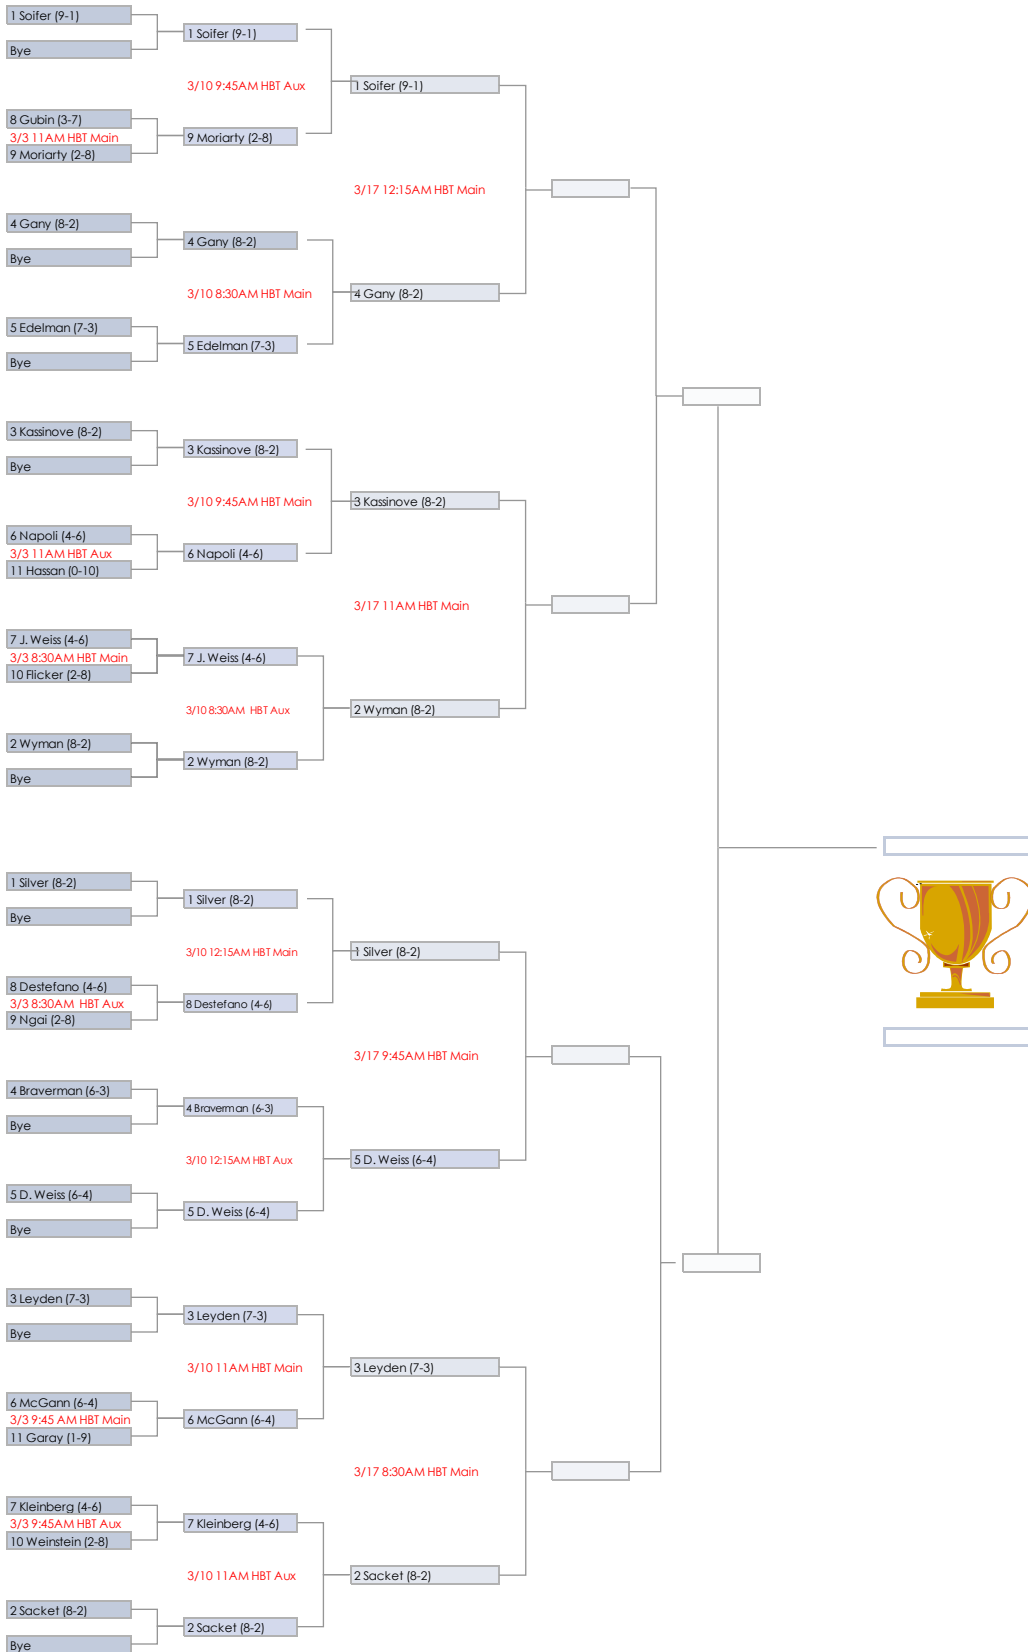 1 Soifer (9-1)
Bye
1 Soifer (9-1)
3/10 9:45AM HBT Aux
1 Soifer (9-1)
8 Gubin (3-7)
3/3 11AM HBT Main
9 Moriarty (2-8)
9 Moriarty (2-8)
3/17 12:15AM HBT Main
4 Gany (8-2)
Bye
4 Gany (8-2)
3/10 8:30AM HBT Main
4 Gany (8-2)
5 Edelman (7-3)
Bye
5 Edelman (7-3)
3 Kassinove (8-2)
Bye
3 Kassinove (8-2)
3/10 9:45AM HBT Main
3 Kassinove (8-2)
6 Napoli (4-6)
3/3 11AM HBT Aux
11 Hassan (0-10)
6 Napoli (4-6)
3/17 11AM HBT Main
7 J. Weiss (4-6)
3/3 8:30AM HBT Main
10 Flicker (2-8)
7 J. Weiss (4-6)
3/10 8:30AM HBT Aux
2 Wyman (8-2)
2 Wyman (8-2)
Bye
2 Wyman (8-2)
1 Silver (8-2)
Bye
1 Silver (8-2)
3/10 12:15AM HBT Main
1 Silver (8-2)
8 Destefano (4-6)
3/3 8:30AM HBT Aux
9 Ngai (2-8)
8 Destefano (4-6)
3/17 9:45AM HBT Main
4 Braverman (6-3)
Bye
4 Braverman (6-3)
3/10 12:15AM HBT Aux
5 D. Weiss (6-4)
5 D. Weiss (6-4)
Bye
5 D. Weiss (6-4)
3 Leyden (7-3)
Bye
3 Leyden (7-3)
3/10 11AM HBT Main
3 Leyden (7-3)
6 McGann (6-4)
3/3 9:45 AM HBT Main
11 Garay (1-9)
6 McGann (6-4)
3/17 8:30AM HBT Main
7 Kleinberg (4-6)
3/3 9:45AM HBT Aux
10 Weinstein (2-8)
7 Kleinberg (4-6)
3/10 11AM HBT Aux
2 Sacket (8-2)
2 Sacket (8-2)
Bye
2 Sacket (8-2)